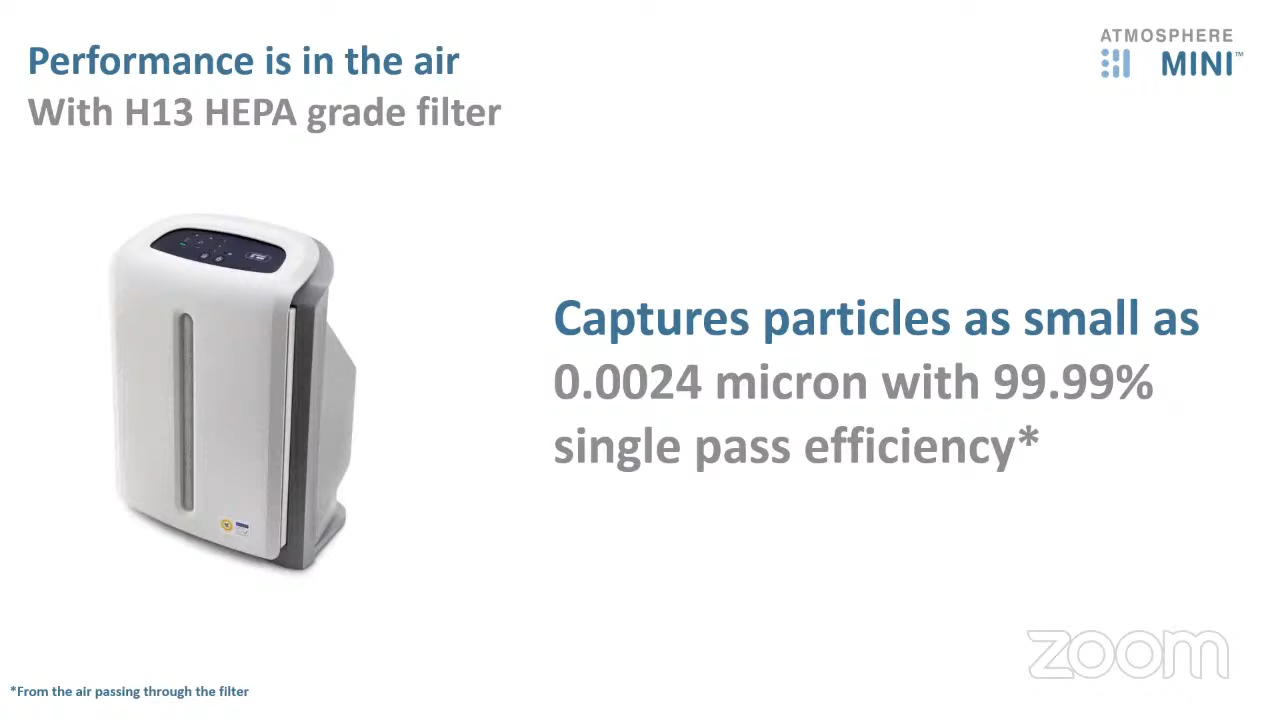 Performance is in the air
With H13 HEPA grade filter
ATMOSPHERE
MINI™
Captures particles as small as
0.0024 micron with 99.99%
single pass efficiency*
zoom
*From the air passing through the filter